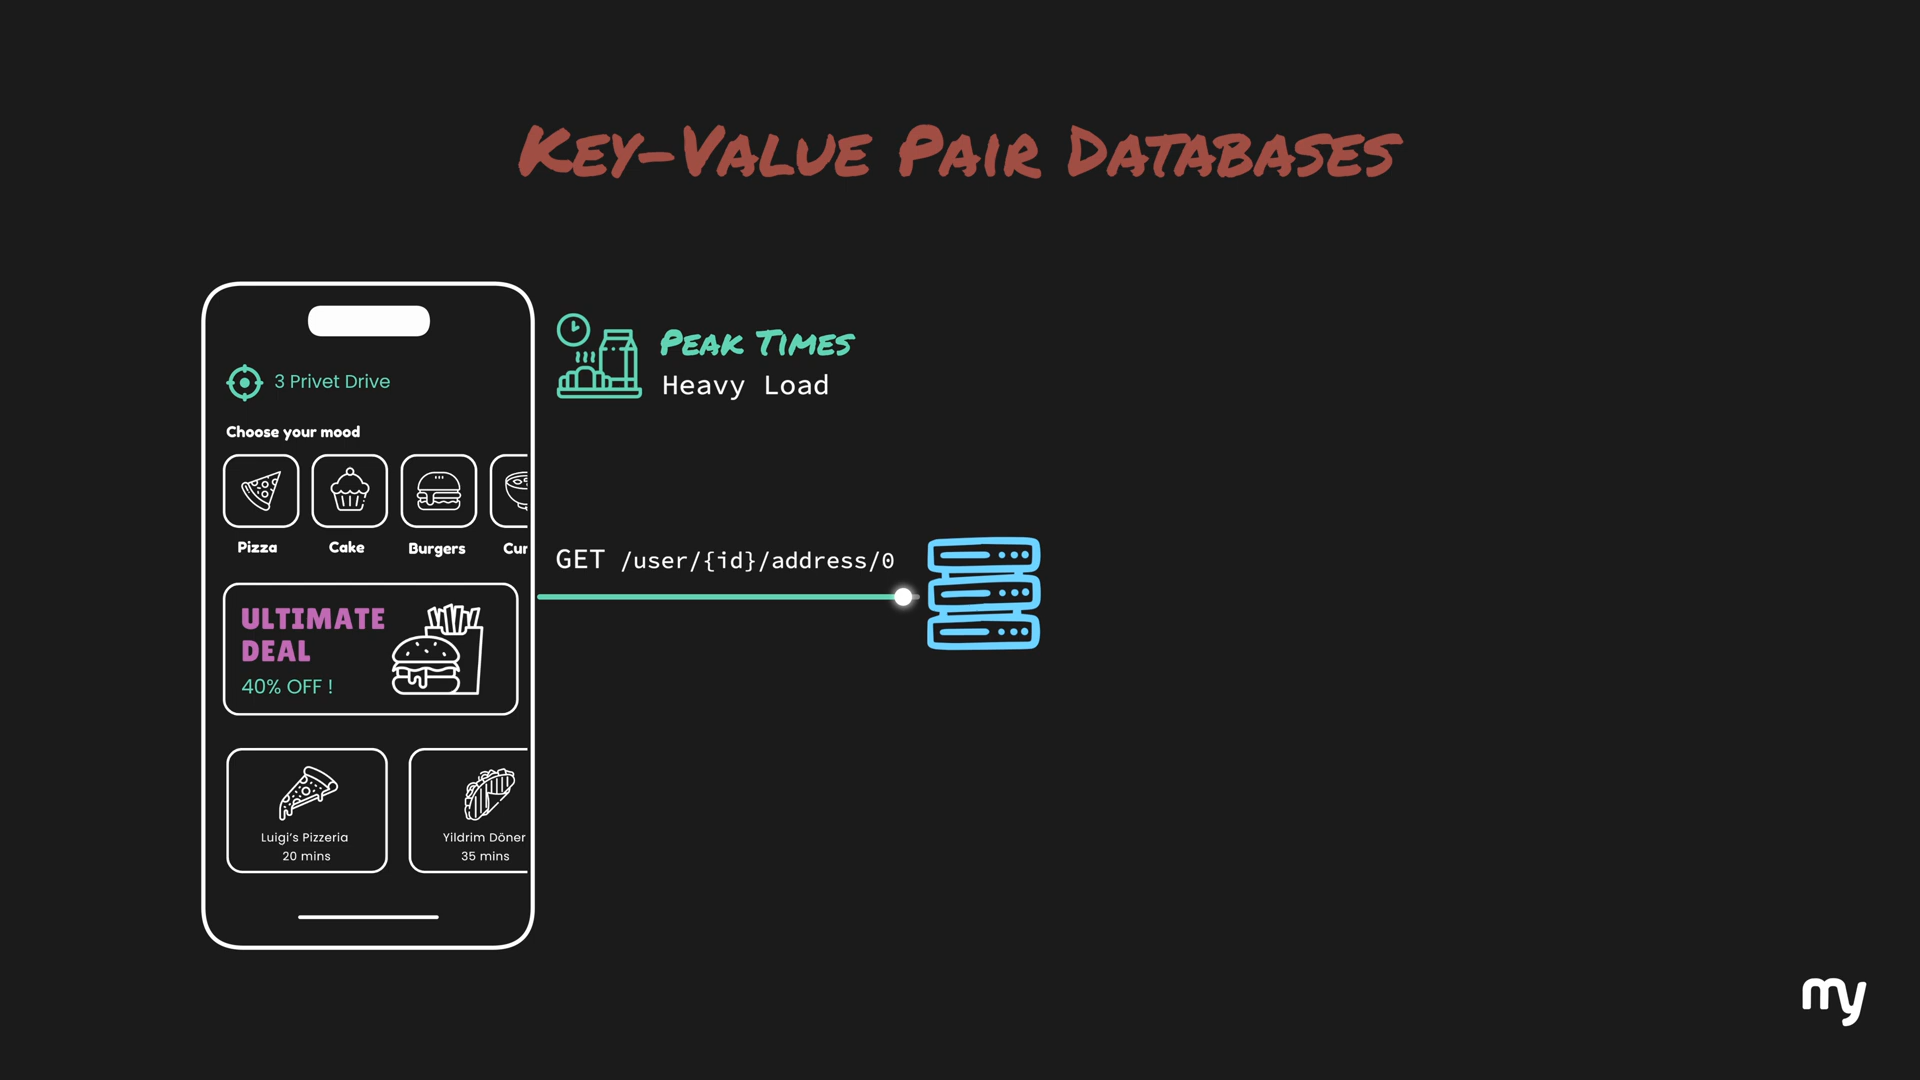 KEY-VALUE PAIR DATABASES
3 Privet Drive
Choose your mood
Pizza
Cake
Burgers
Cur
ULTIMATE
DEAL
40% OFF !
Luigi's Pizzeria
20 mins
Yildrim Döner
35 mins
PEAK TIMES
Heavy Load
GET /user/{id}/address/0
my